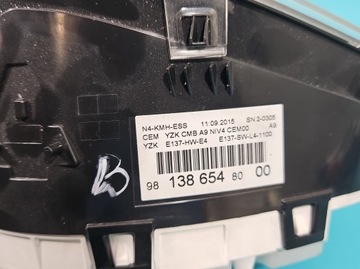 N4-KMH-ESS 11.09.2015 SN:2-0305
CEM YZK CMB A9 NIV4 CEM00 A9
YZK E137-HW-E4 E137-SW-L4-1100
98 138 654 80 00
B